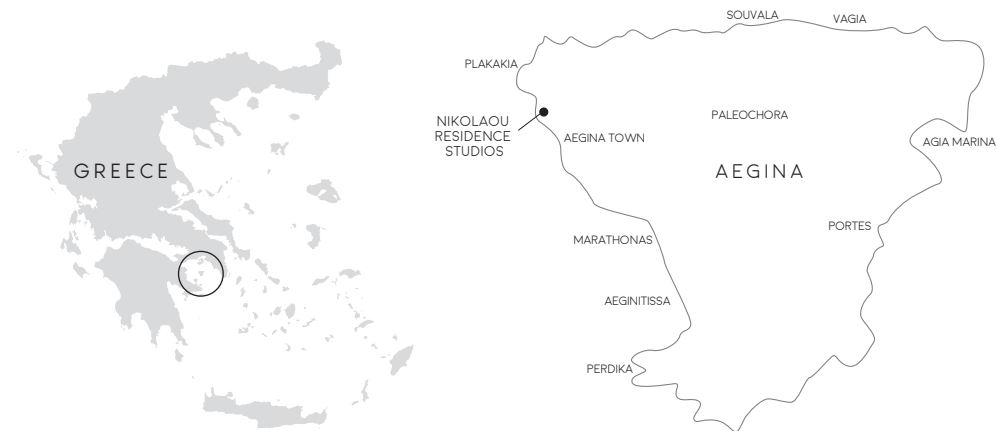 GREECE
SOUVALA
VAGIA
PLAKAKIA
NIKOLAOU
RESIDENCE
STUDIOS
AEGINA TOWN
PALEOCHORA
AGIA MARINA
AEGINA
PORTES
MARATHONAS
AEGINITISSA
PERDIKA